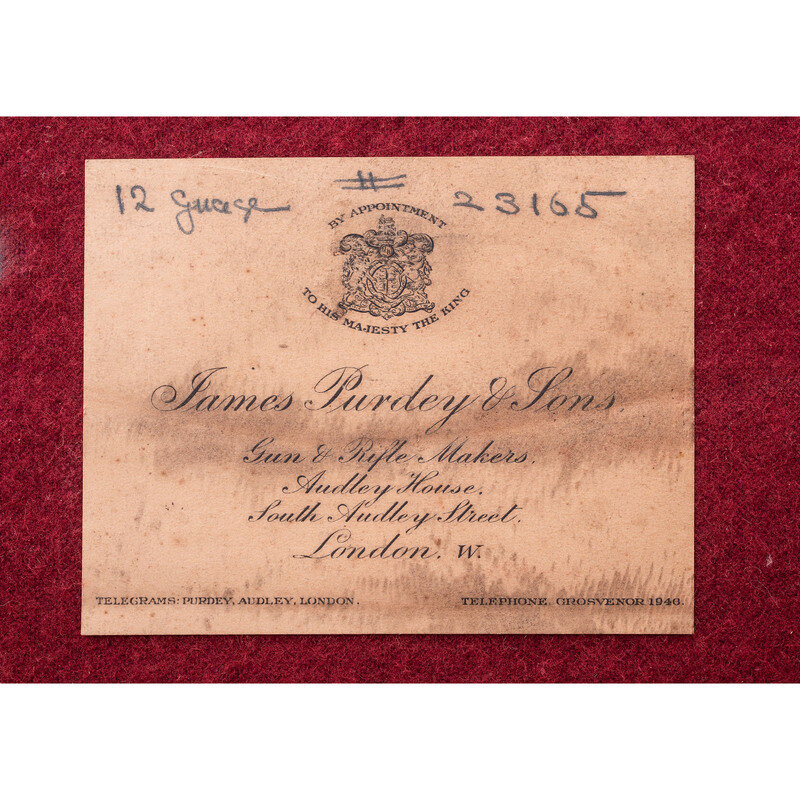 12 Guage # 23165
BY APPOINTMENT
TO HIS MAJESTY THE KING
James Purdey & Sons.
Gun & Rifle Makers.
Audley House.
South Audley Street.
London. W.
TELEGRAMS: PURDEY, AUDLEY, LONDON. TELEPHONE. GROSVENOR 1946.